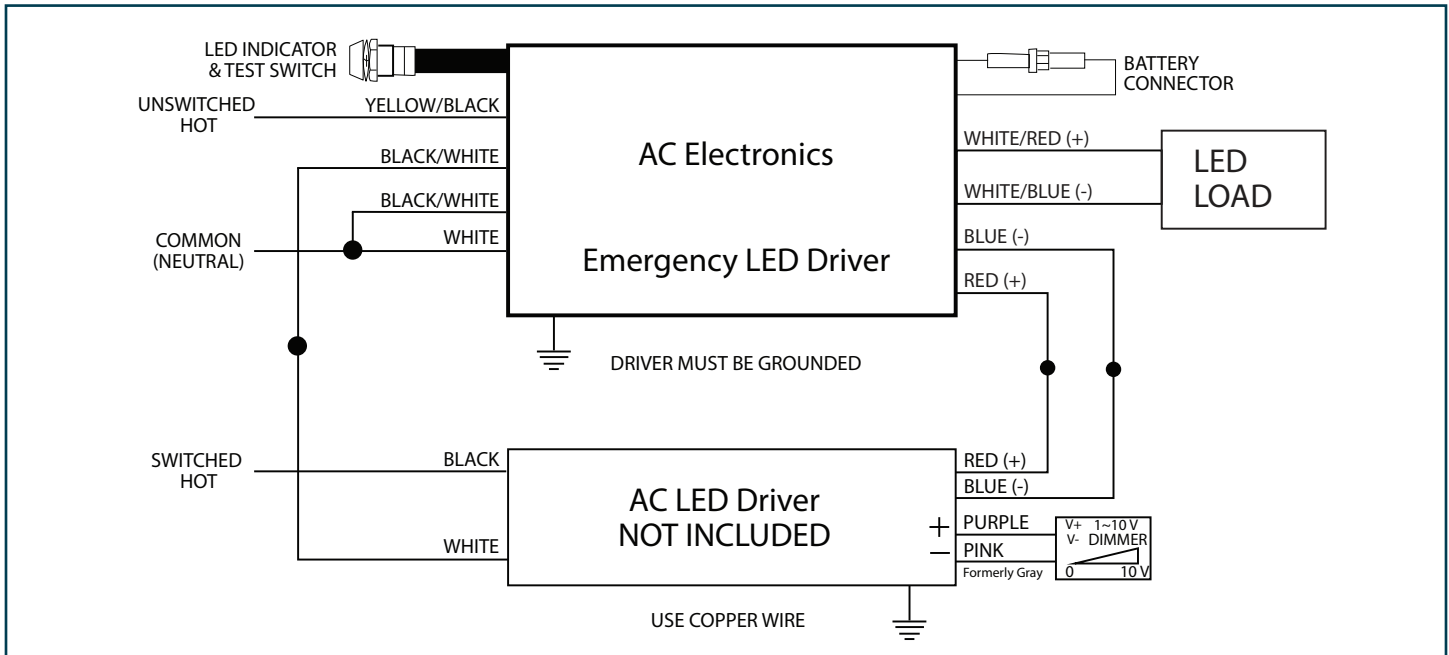 LED INDICATOR
& TEST SWITCH
BATTERY
CONNECTOR
UNSWITCHED
HOT
YELLOW/BLACK
BLACK/WHITE
BLACK/WHITE
COMMON
(NEUTRAL)
WHITE
AC Electronics
Emergency LED Driver
WHITE/RED (+)
WHITE/BLUE (-)
LED
LOAD
BLUE (-)
RED (+)
DRIVER MUST BE GROUNDED
SWITCHED
HOT
BLACK
WHITE
AC LED Driver
NOT INCLUDED
RED (+)
BLUE (-)
+ PURPLE
− PINK
Formerly Gray
V+ 1~10 V
V- DIMMER
0 10 V
USE COPPER WIRE